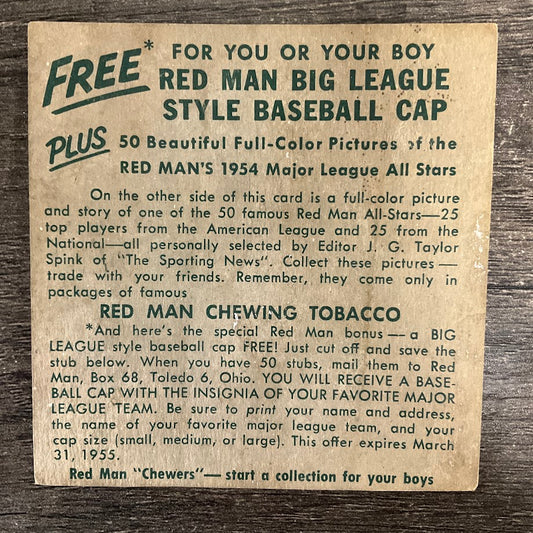 FREE* FOR YOU OR YOUR BOY
RED MAN BIG LEAGUE
STYLE BASEBALL CAP
PLUS 50 Beautiful Full-Color Pictures of the
RED MAN'S 1954 Major League All Stars
On the other side of this card is a full-color picture
and story of one of the 50 famous Red Man All-Stars—25
top players from the American League and 25 from the
National—all personally selected by Editor J. G. Taylor
Spink of "The Sporting News". Collect these pictures—
trade with your friends. Remember, they come only in
packages of famous
RED MAN CHEWING TOBACCO
*And here's the special Red Man bonus—a BIG
LEAGUE style baseball cap FREE! Just cut off and save the
stub below. When you have 50 stubs, mail them to Red
Man, Box 68, Toledo 6, Ohio. YOU WILL RECEIVE A BASE-
BALL CAP WITH THE INSIGNIA OF YOUR FAVORITE MAJOR
LEAGUE TEAM. Be sure to print your name and address,
the name of your favorite major league team, and your
cap size (small, medium, or large). This offer expires March
31, 1955.
Red Man "Chewers"—start a collection for your boys